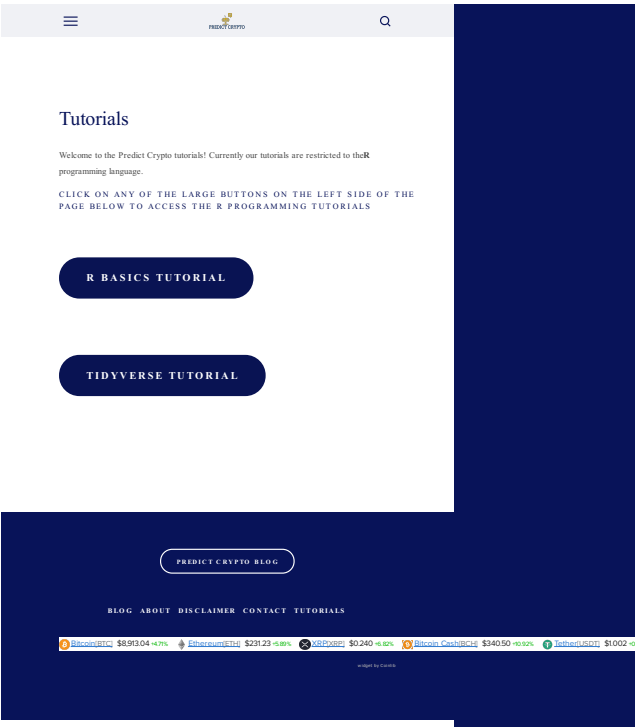 PREDICT CRYPTO
Tutorials
Welcome to the Predict Crypto tutorials! Currently our tutorials are restricted to theR
programming language.
CLICK ON ANY OF THE LARGE BUTTONS ON THE LEFT SIDE OF THE
PAGE BELOW TO ACCESS THE R PROGRAMMING TUTORIALS
R BASICS TUTORIAL
TIDYVERSE TUTORIAL
PREDICT CRYPTO BLOG
BLOG ABOUT DISCLAIMER CONTACT TUTORIALS
Bitcoin[BTC] $8,913.04 +4.71% Ethereum[ETH] $231.23 +5.89% XRP[XRP] $0.240 +6.82% Bitcoin Cash[BCH] $340.50 +10.92% Tether[USDT] $1.002
widget by Coinlib